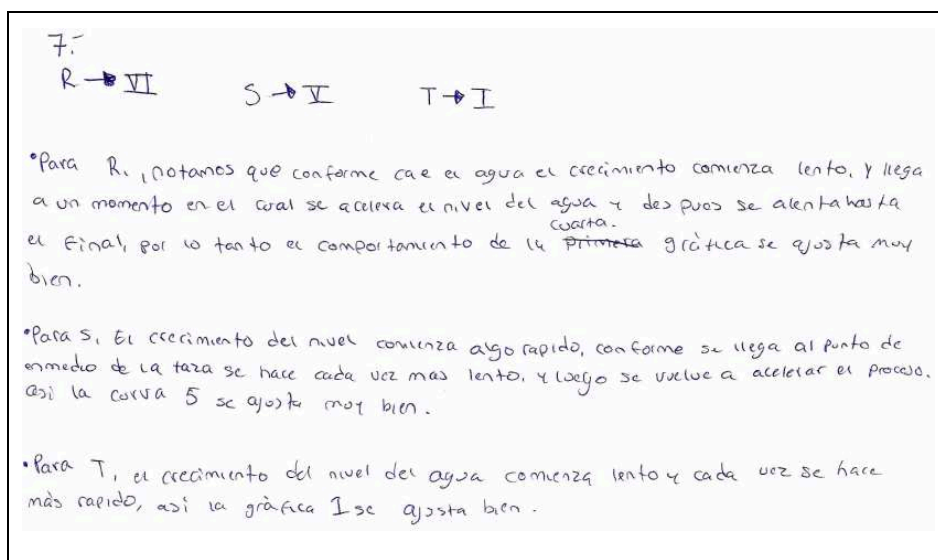 7.-
R → VI S → V T → I
•Para R., notamos que conforme cae el agua el crecimiento comienza lento, y llega
a un momento en el cual se acelera el nivel del agua y despues se alenta hasta
cuarta.
el final, por lo tanto el comportamiento de la primera gráfica se ajusta muy
bien.
•Para S, El crecimiento del nivel comienza algo rapido, conforme se llega al punto de
enmedio de la taza se hace cada vez mas lento, y luego se vuelve a acelerar el proceso.
asi la curva 5 se ajusta muy bien.
•Para T, el crecimiento del nivel del agua comienza lento y cada vez se hace
más rapido, asi la gráfica I se ajusta bien.